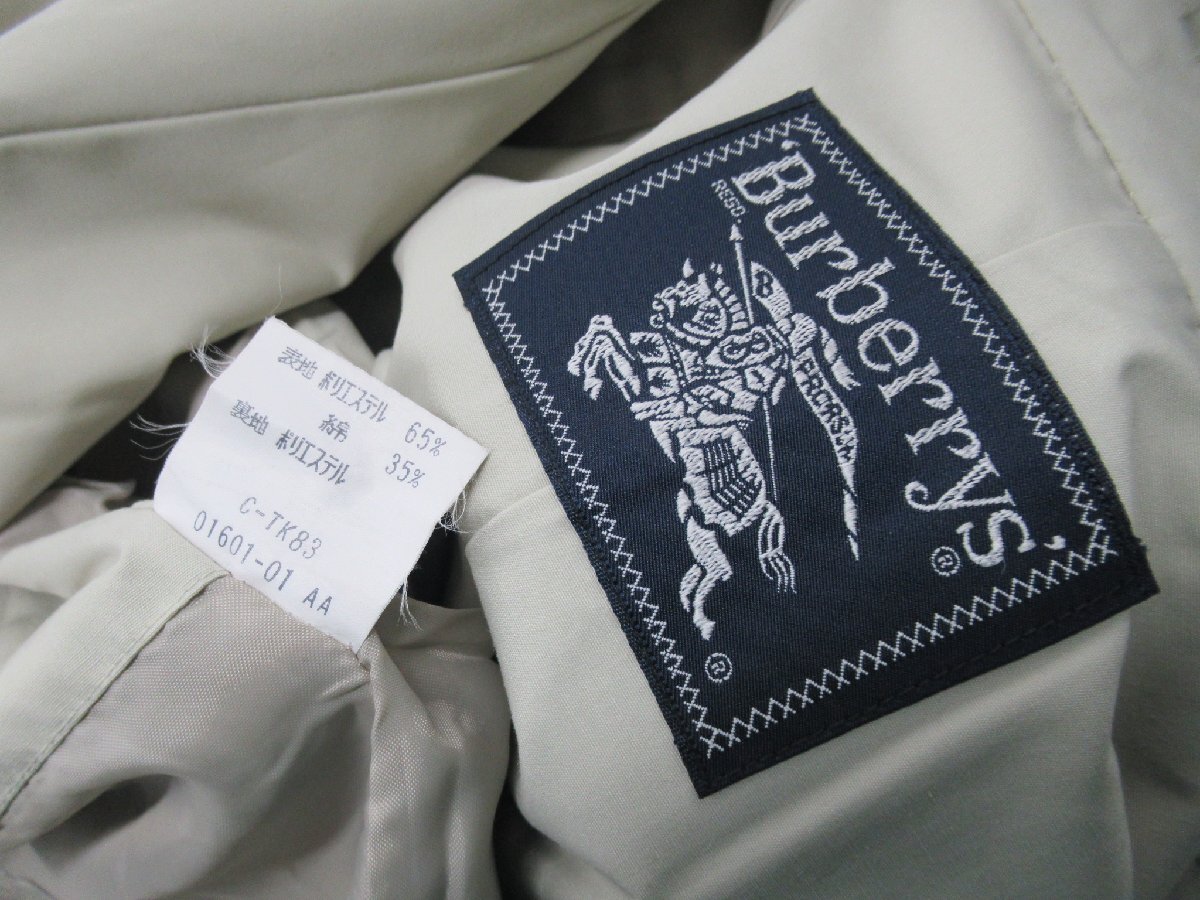 表地 ポリエステル 65%
綿 35%
裏地 ポリエステル
C-TK83
01601-01 AA
'Burberrys'
®
REGD.
B
PRORSUM
®